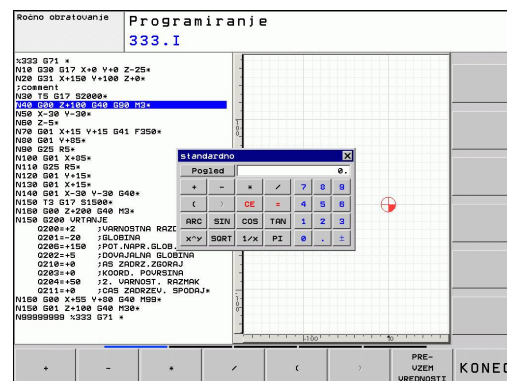 Ročno obratovanje
Programiranje
333.I
%333 G71 *
N10 G30 G17 X+0 Y+0 Z-25*
N20 G31 X+150 Y+100 Z+0*
;comment
N30 T5 G17 S2000*
N40 G00 Z+100 G40 G90 M3*
N50 X-30 Y-30*
N60 Z-5*
N70 G01 X+15 Y+15 G41 F350*
N80 G01 Y+85*
N90 G25 R5*
N100 G01 X+85*
N110 G25 R5*
N120 G01 Y+15*
N130 G01 X+15*
N140 G01 X-30 Y-30 G40*
N150 T3 G17 S1500*
N160 G00 Z+200 G40 M3*
N150 G200 VRTANJE
Q200=+2 ;VARNOSTNA RAZD
Q201=-20 ;GLOBINA
Q206=+150 ;POT.NAPR.GLOB.
Q202=+5 ;DOVAJALNA GLOBINA
Q210=+0 ;AS ZADRZ.ZGORAJ
Q203=+0 ;KOORD. POVRSINA
Q204=+50 ;2. VARNOST. RAZMAK
Q211=+0 ;CAS ZADRZEV. SPODAJ*
N160 G00 X+55 Y+80 G40 M99*
N150 G01 Z+100 G40 M30*
N99999999 %333 G71 *
standardno X
Pogled 0.
+ - * / 7 8 9
( ) CE = 4 5 6
ARC SIN COS TAN 1 2 3
X^Y SQRT 1/X PI 0 . ±
-100
+ - * / ( ) PRE-
VZEM
VREDNOSTI
KONEC